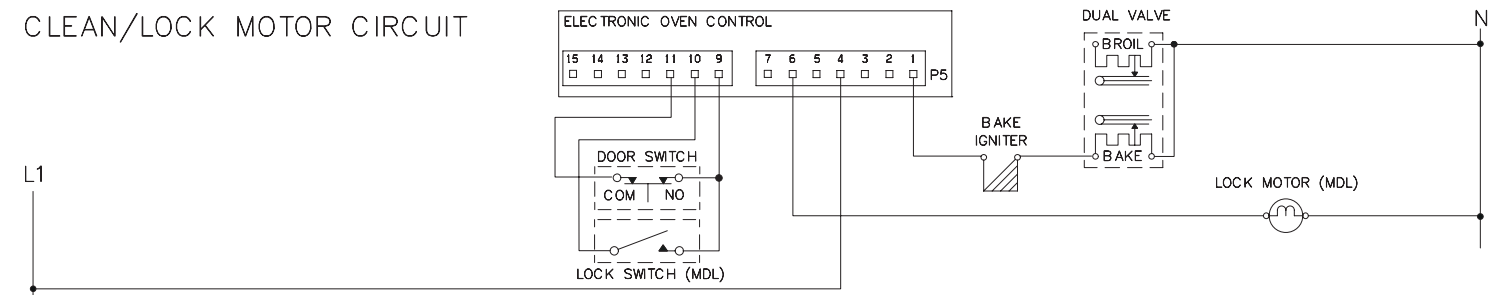 CLEAN/LOCK MOTOR CIRCUIT
ELECTRONIC OVEN CONTROL
DUAL VALVE
N
BROIL
15 14 13 12 11 10 9 7 6 5 4 3 2 1
P5
BAKE
IGNITER
BAKE
DOOR SWITCH
L1
COM NO
LOCK MOTOR (MDL)
LOCK SWITCH (MDL)